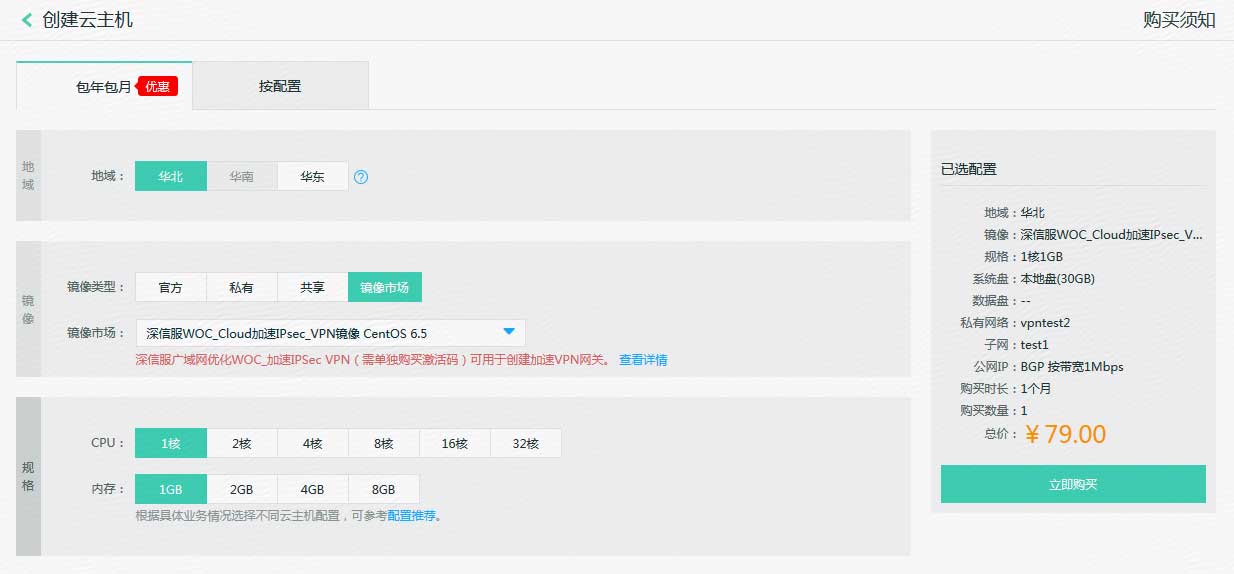 创建云主机
购买须知
包年包月 优惠
按配置
地域
地域： 华北 华南 华东 ?
镜像
镜像类型： 官方 私有 共享 镜像市场
镜像市场： 深信服WOC_Cloud加速IPsec_VPN镜像 CentOS 6.5
深信服广域网优化WOC_加速IPSec VPN（需单独购买激活码）可用于创建加速VPN网关。 查看详情
规格
CPU： 1核 2核 4核 8核 16核 32核
内存： 1GB 2GB 4GB 8GB
根据具体业务情况选择不同云主机配置，可参考配置推荐。
已选配置
地域：华北
镜像：深信服WOC_Cloud加速IPsec_V...
规格：1核1GB
系统盘：本地盘(30GB)
数据盘：--
私有网络：vpntest2
子网：test1
公网IP：BGP 按带宽1Mbps
购买时长：1个月
购买数量：1
总价：￥79.00
立即购买